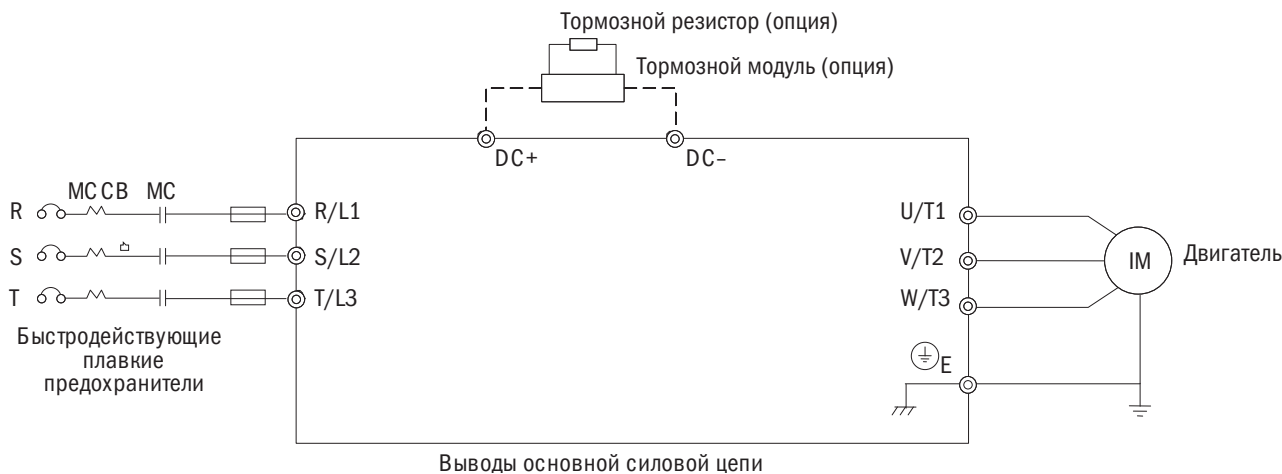 Тормозной резистор (опция)
Тормозной модуль (опция)
DC+
DC–
MCCB MC
R
R/L1
U/T1
S
S/L2
V/T2
IM
Двигатель
T
T/L3
W/T3
Быстродействующие
плавкие
предохранители
E
Выводы основной силовой цепи